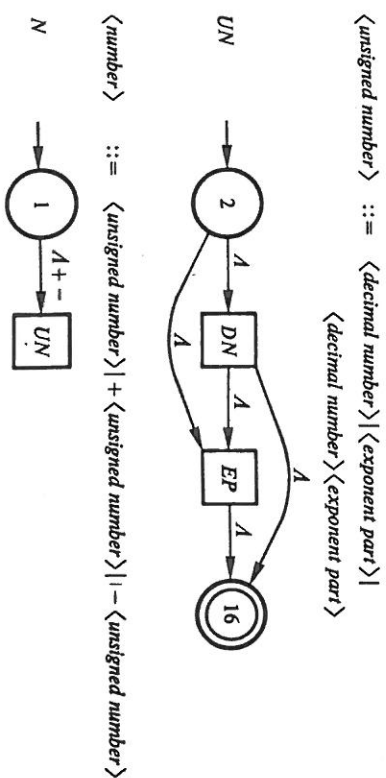 ⟨unsigned number⟩ ::= ⟨decimal number⟩|⟨exponent part⟩|
⟨decimal number⟩⟨exponent part⟩
UN
2 Λ DN Λ EP Λ 16
Λ Λ
⟨number⟩ ::= ⟨unsigned number⟩|+⟨unsigned number⟩|−⟨unsigned number⟩
N
1 Λ + − UN